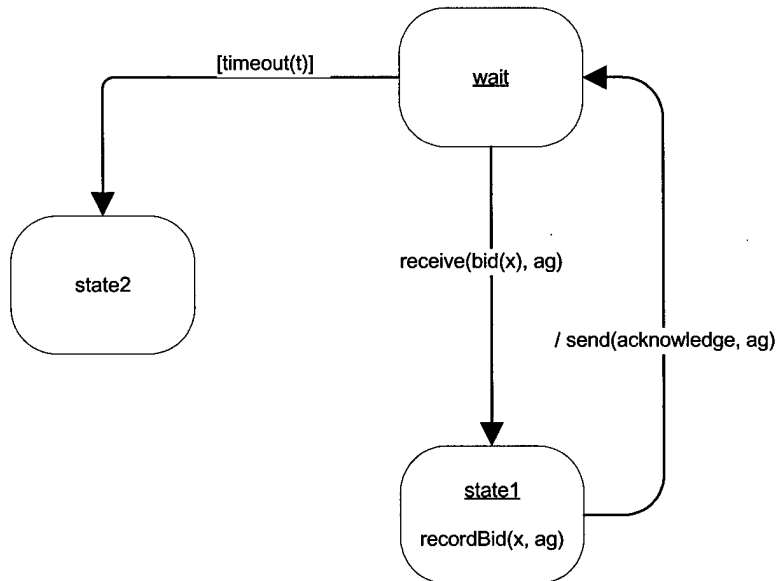 wait
[timeout(t)]
state2
receive(bid(x), ag)
/ send(acknowledge, ag)
state1
recordBid(x, ag)